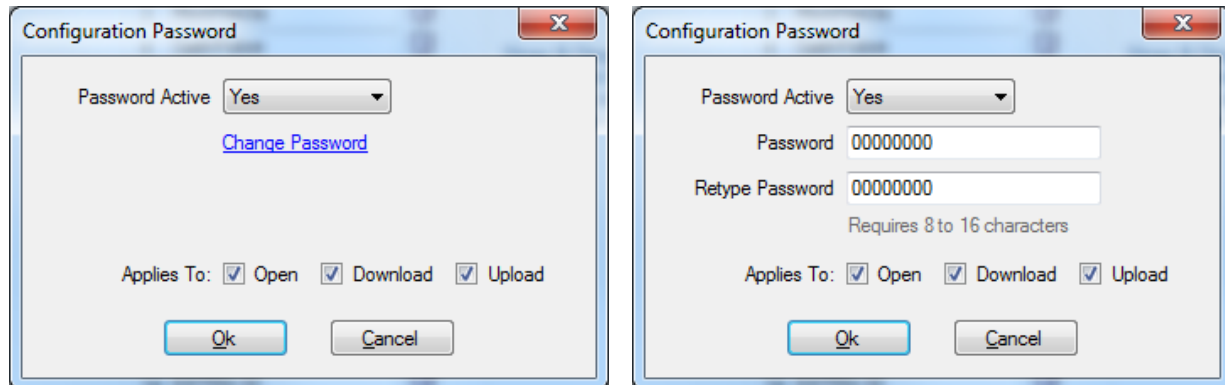 Configuration Password
Password Active Yes
Change Password
Applies To: Open Download Upload
Ok Cancel
Configuration Password
Password Active Yes
Password 00000000
Retype Password 00000000
Requires 8 to 16 characters
Applies To: Open Download Upload
Ok Cancel